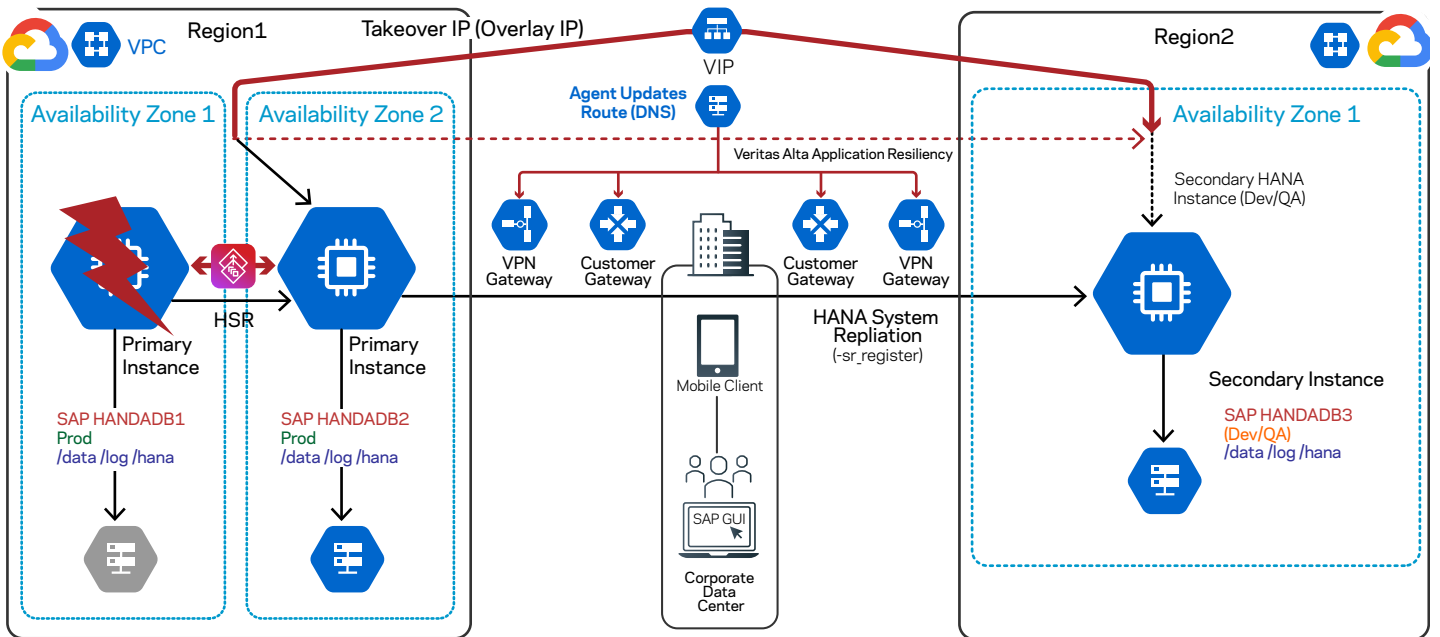 Region1
VPC
Takeover IP (Overlay IP)
VIP
Region2
Availability Zone 1
Availability Zone 2
Agent Updates
Route (DNS)
Availability Zone 1
Veritas Alta Application Resiliency
Secondary HANA
Instance (Dev/QA)
VPN
Gateway
Customer
Gateway
Customer
Gateway
VPN
Gateway
HSR
Primary
Instance
Primary
Instance
HANA System
Repliation
(-sr_register)
Mobile Client
Secondary Instance
SAP HANDADB1
Prod
/data /log /hana
SAP HANDADB2
Prod
/data /log /hana
SAP HANDADB3
(Dev/QA)
/data /log /hana
SAP GUI
Corporate
Data
Center